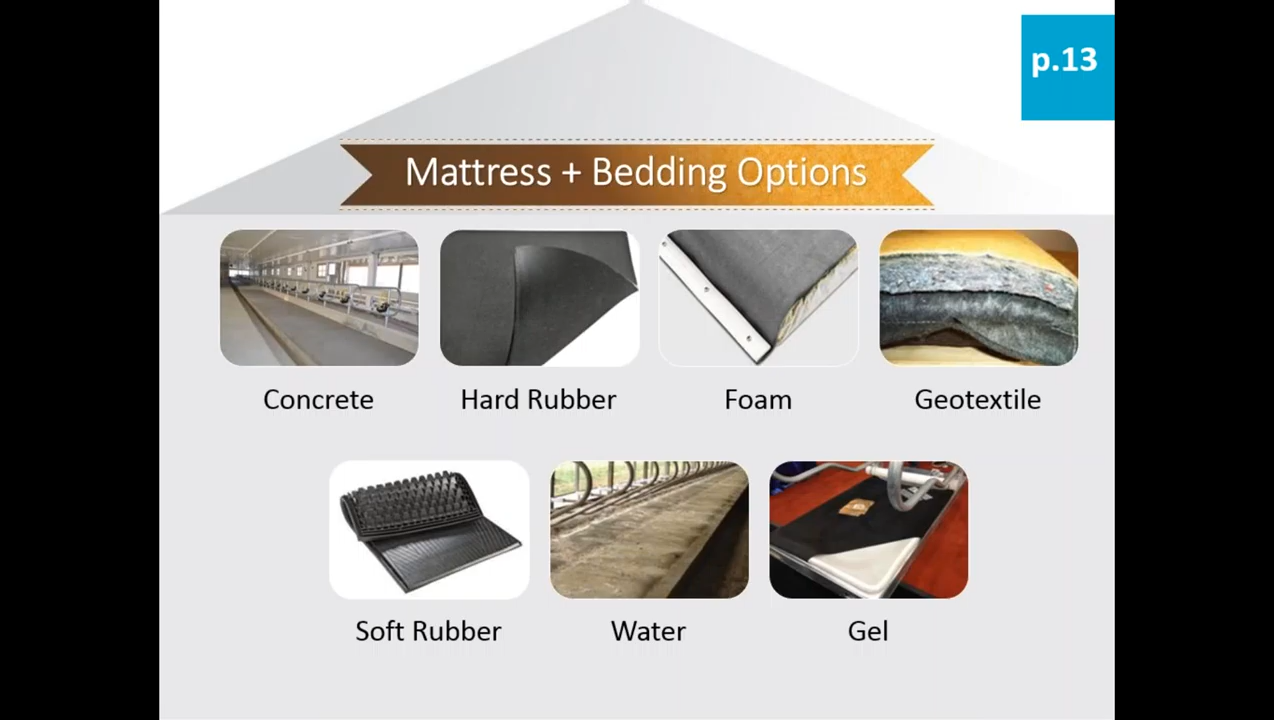 p.13
Mattress + Bedding Options
Concrete
Hard Rubber
Foam
Geotextile
Soft Rubber
Water
Gel